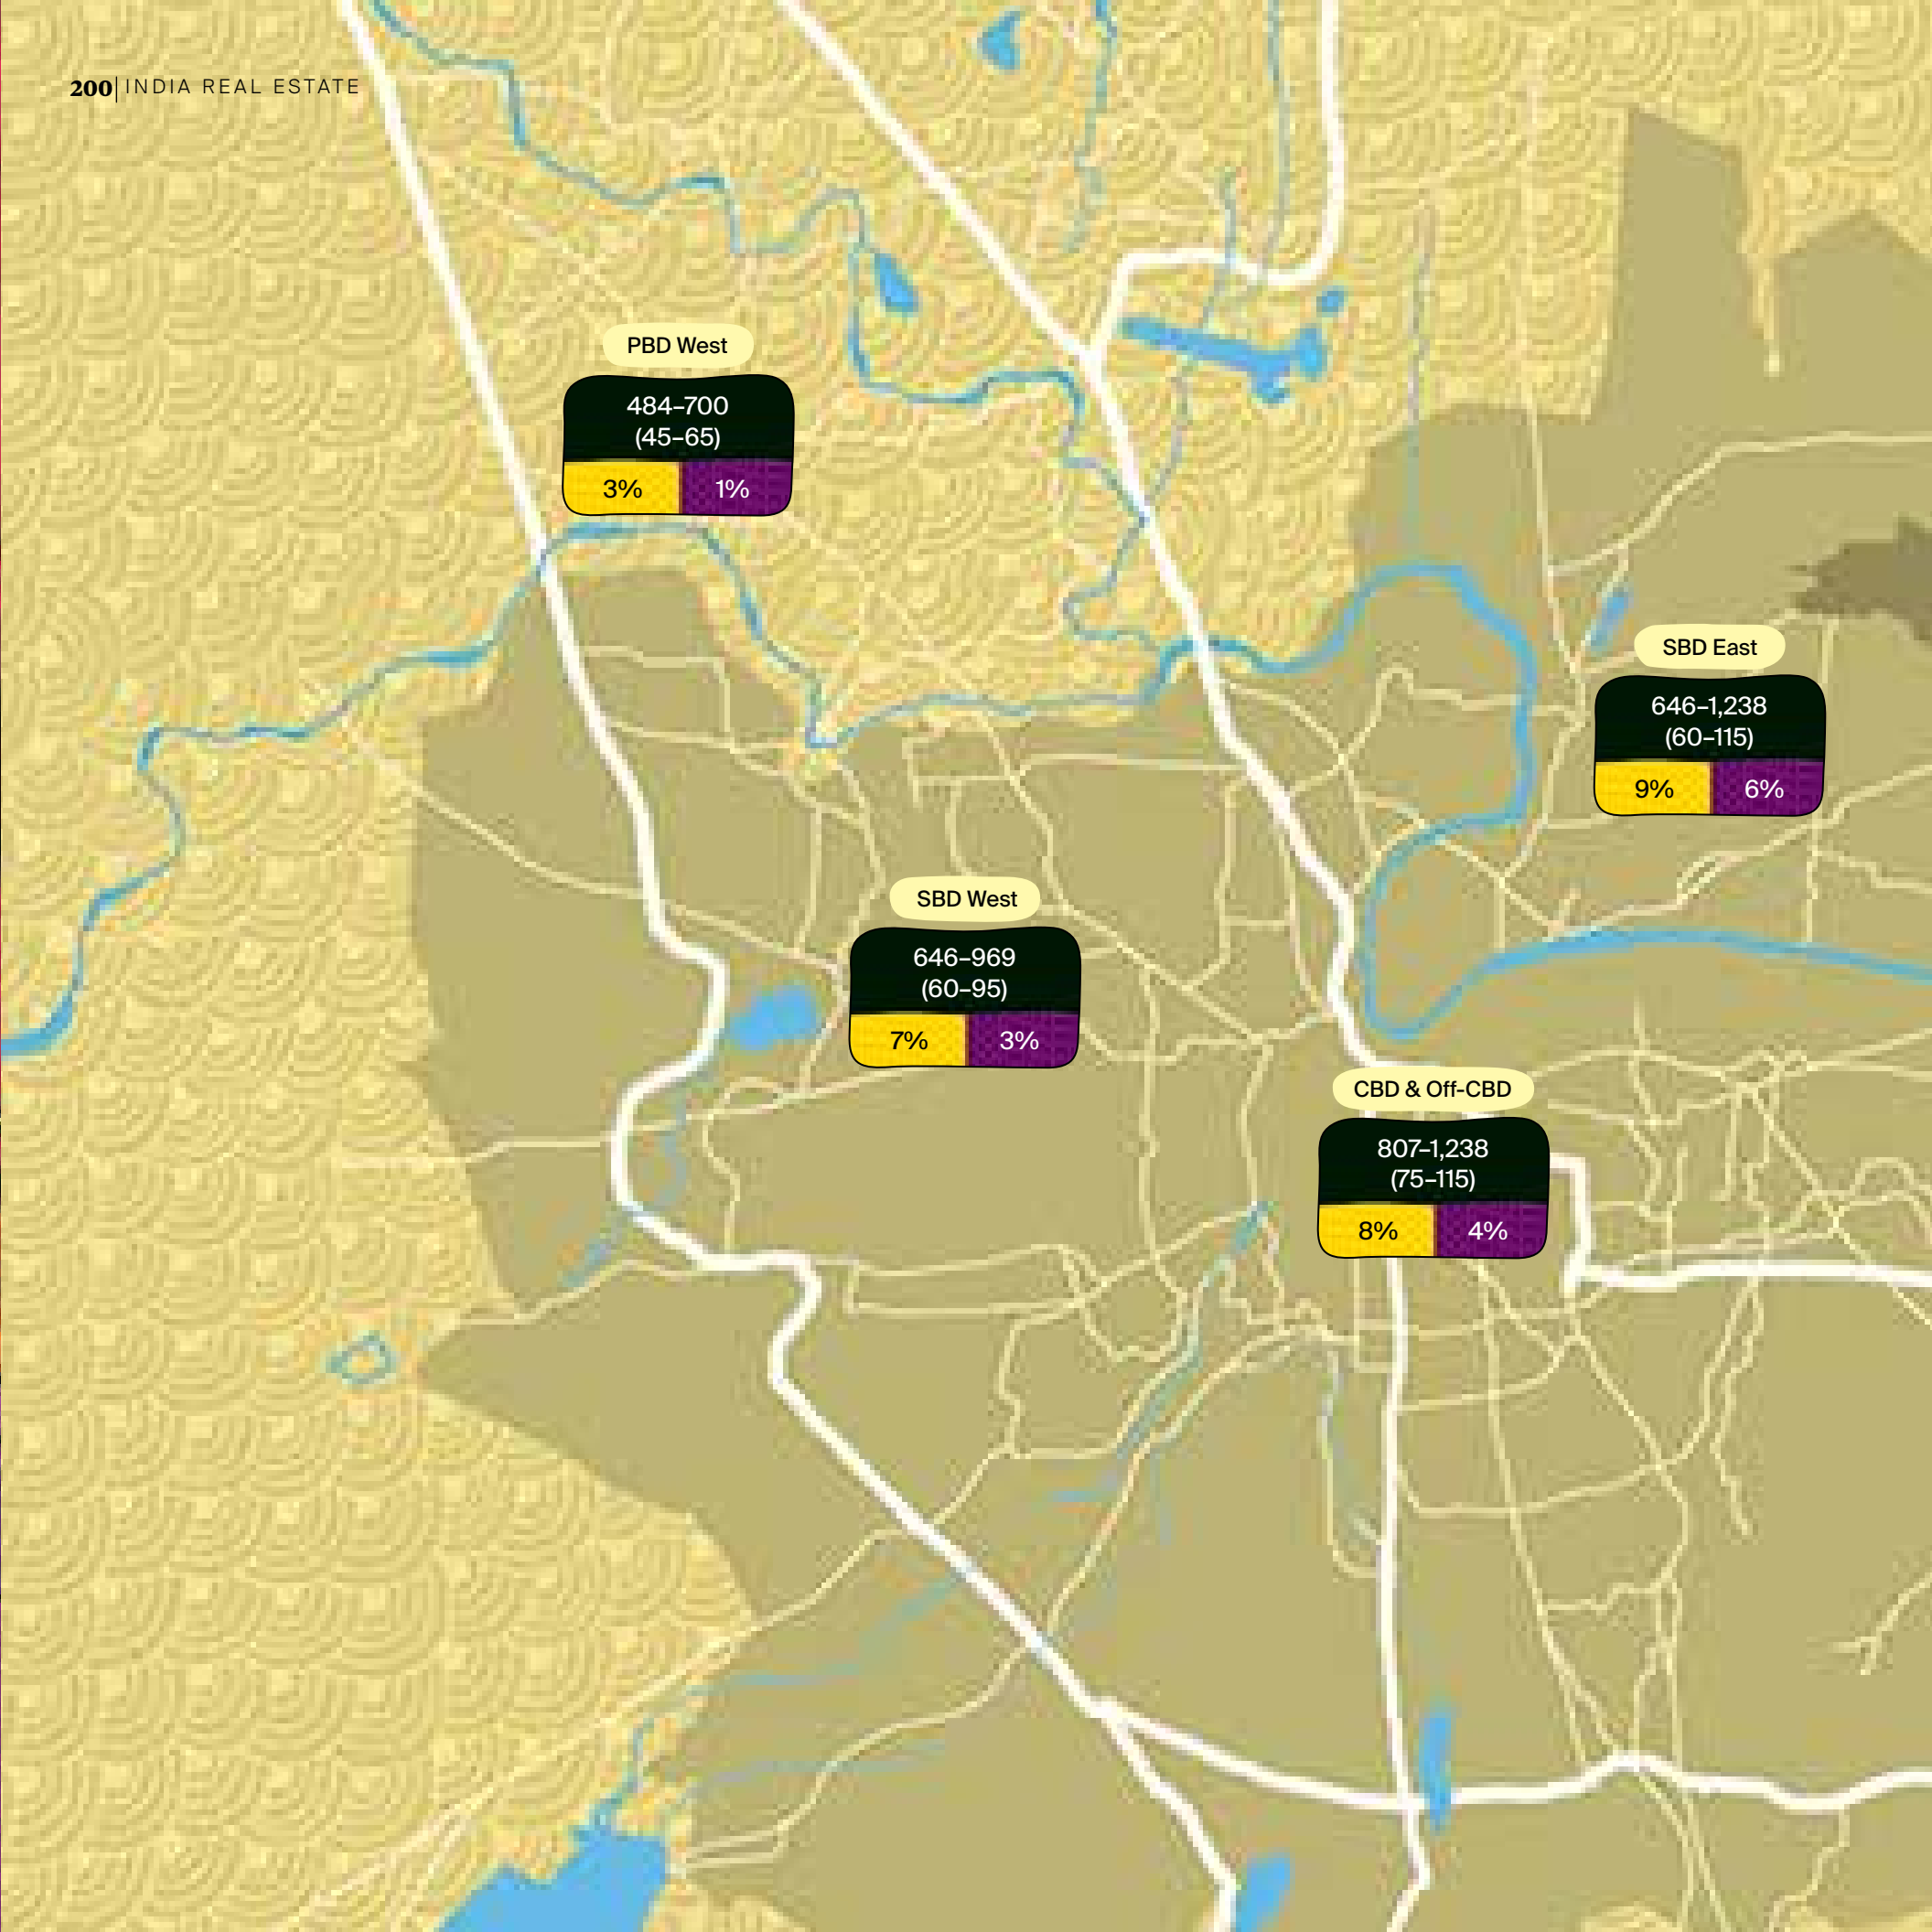 200 | INDIA REAL ESTATE
PBD West
484–700
(45–65)
3% 1%
SBD East
646–1,238
(60–115)
9% 6%
SBD West
646–969
(60–95)
7% 3%
CBD & Off-CBD
807–1,238
(75–115)
8% 4%